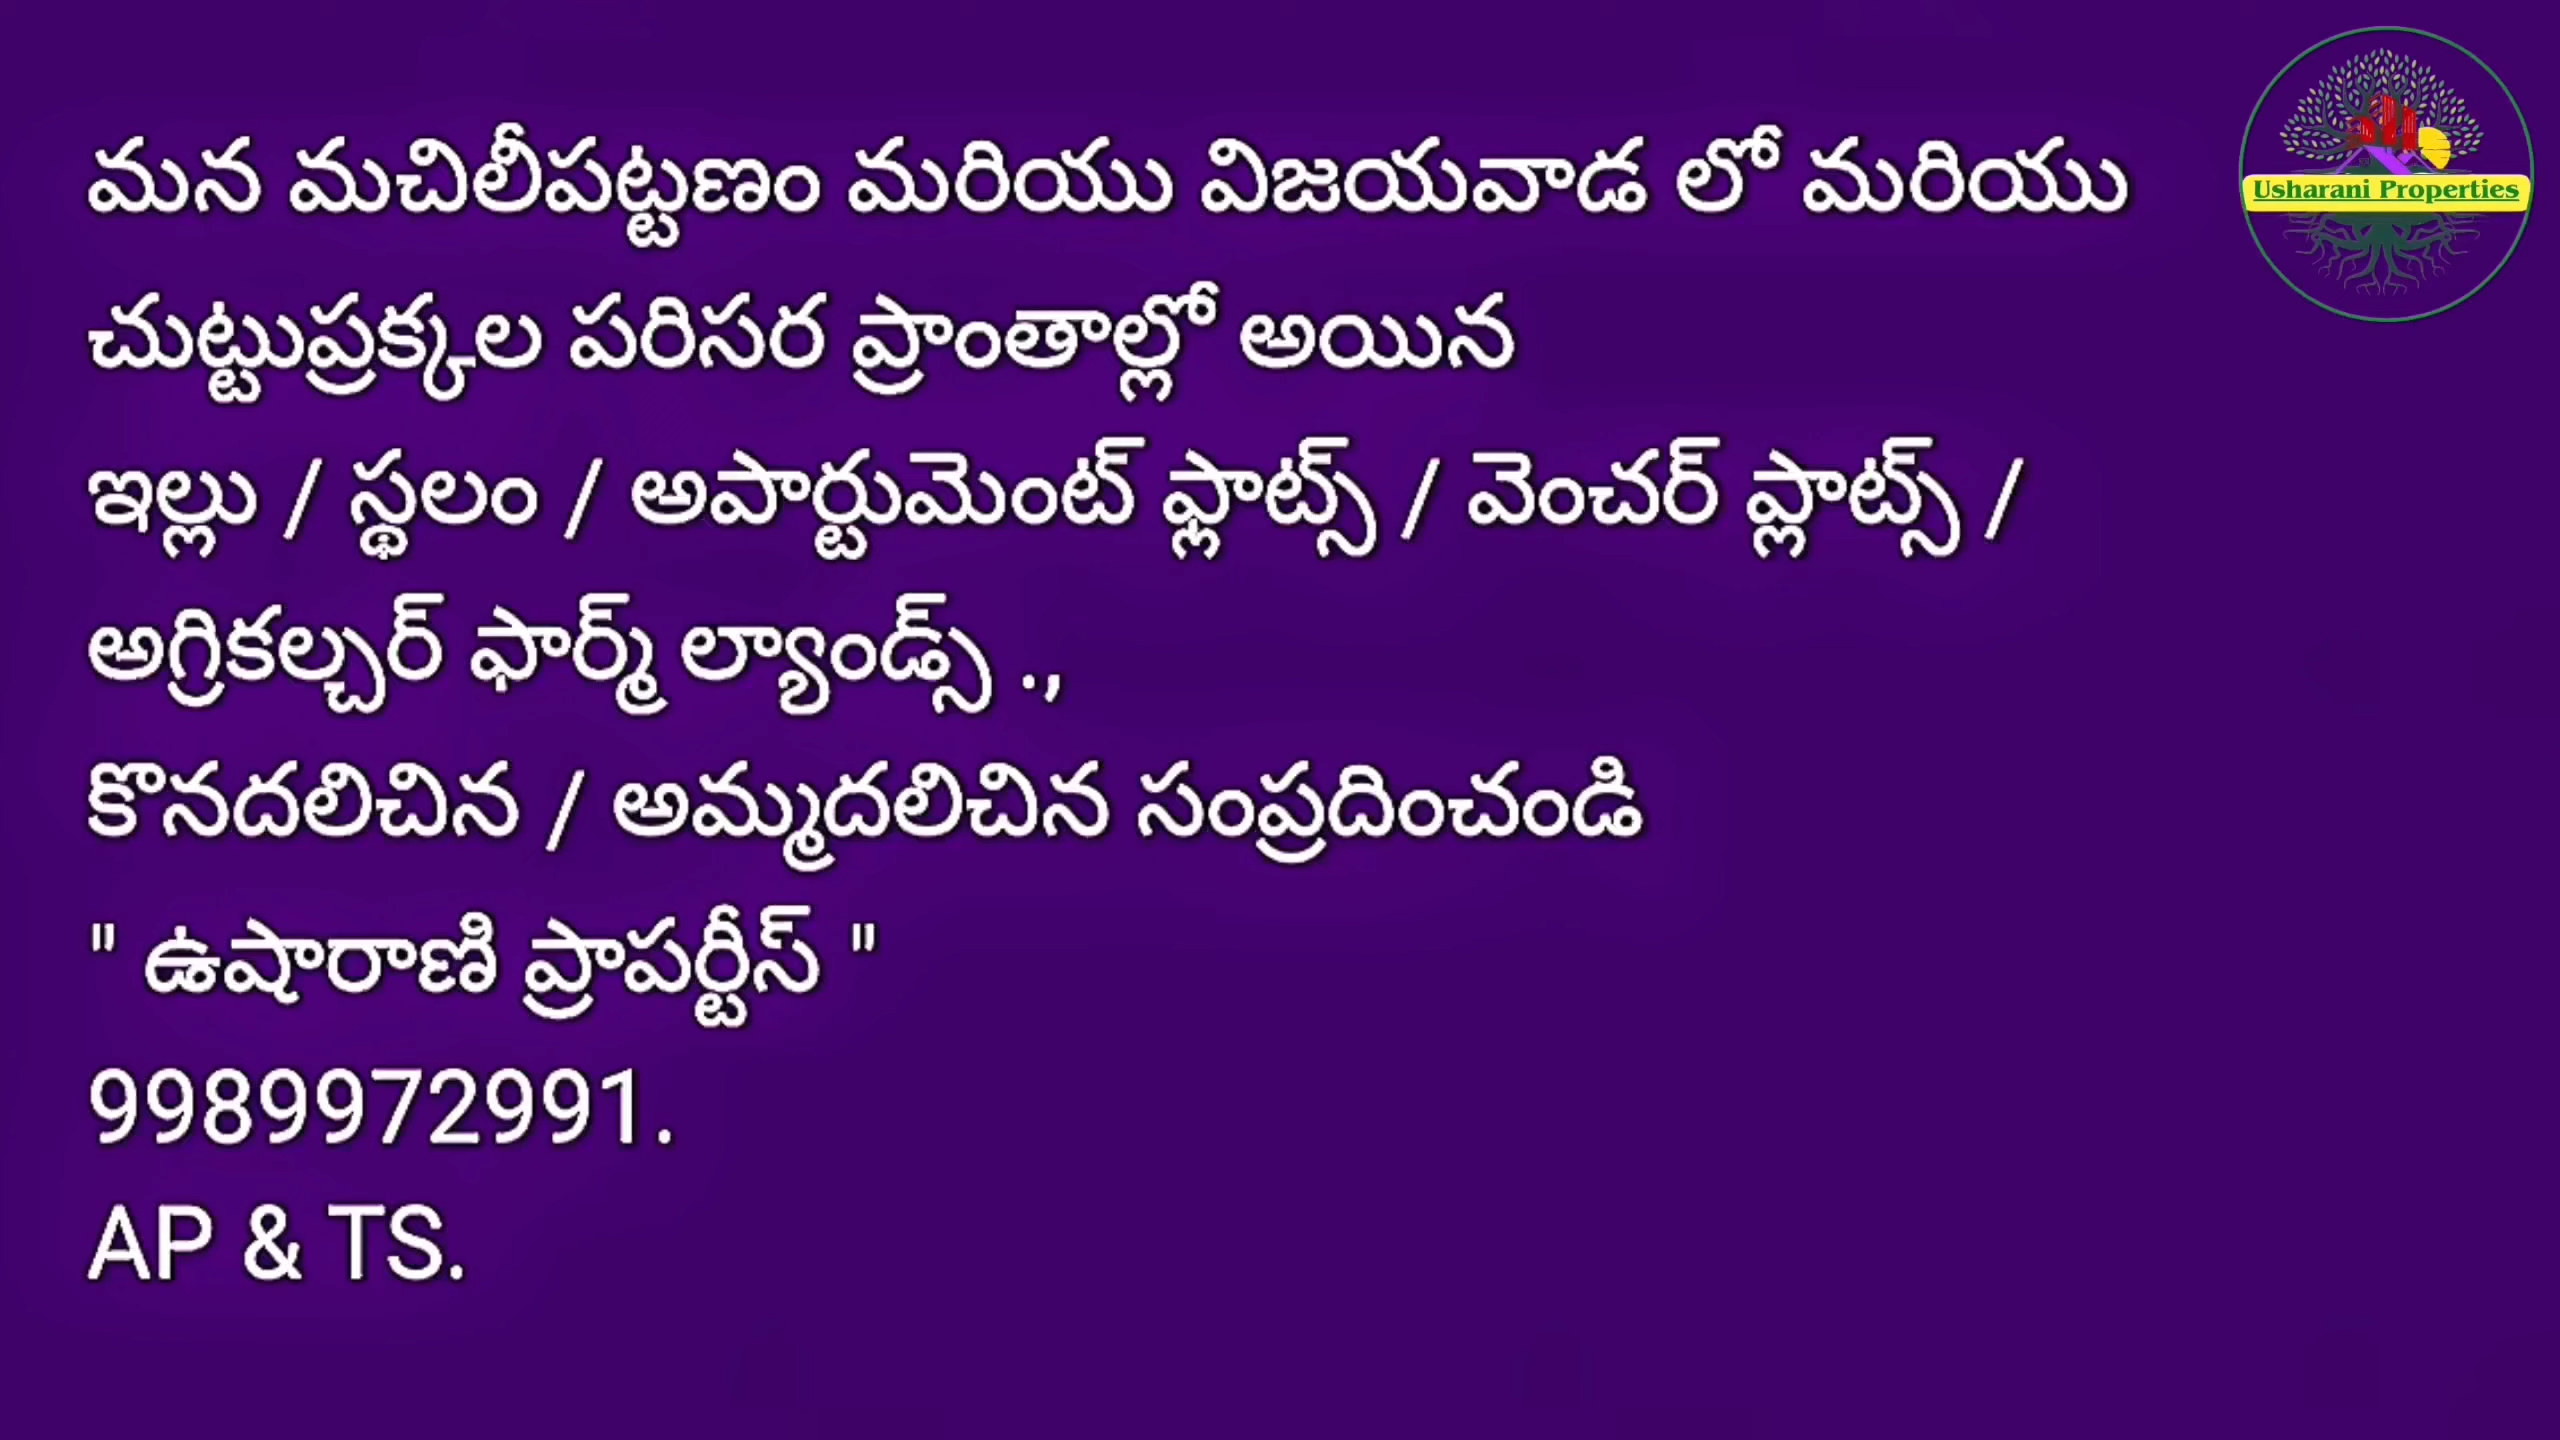 మన మచిలీపట్టణం మరియు విజయవాడ లో మరియు
చుట్టుప్రక్కల పరిసర ప్రాంతాల్లో అయిన
ఇల్లు / స్థలం / అపార్టుమెంట్ ఫ్లాట్స్ / వెంచర్ ప్లాట్స్ /
అగ్రికల్చర్ ఫార్మ్ ల్యాండ్స్ .,
కొనదలిచిన / అమ్మదలిచిన సంప్రదించండి
" ఉషారాణి ప్రాపర్టీస్ "
9989972991.
AP & TS.
Usharani Properties